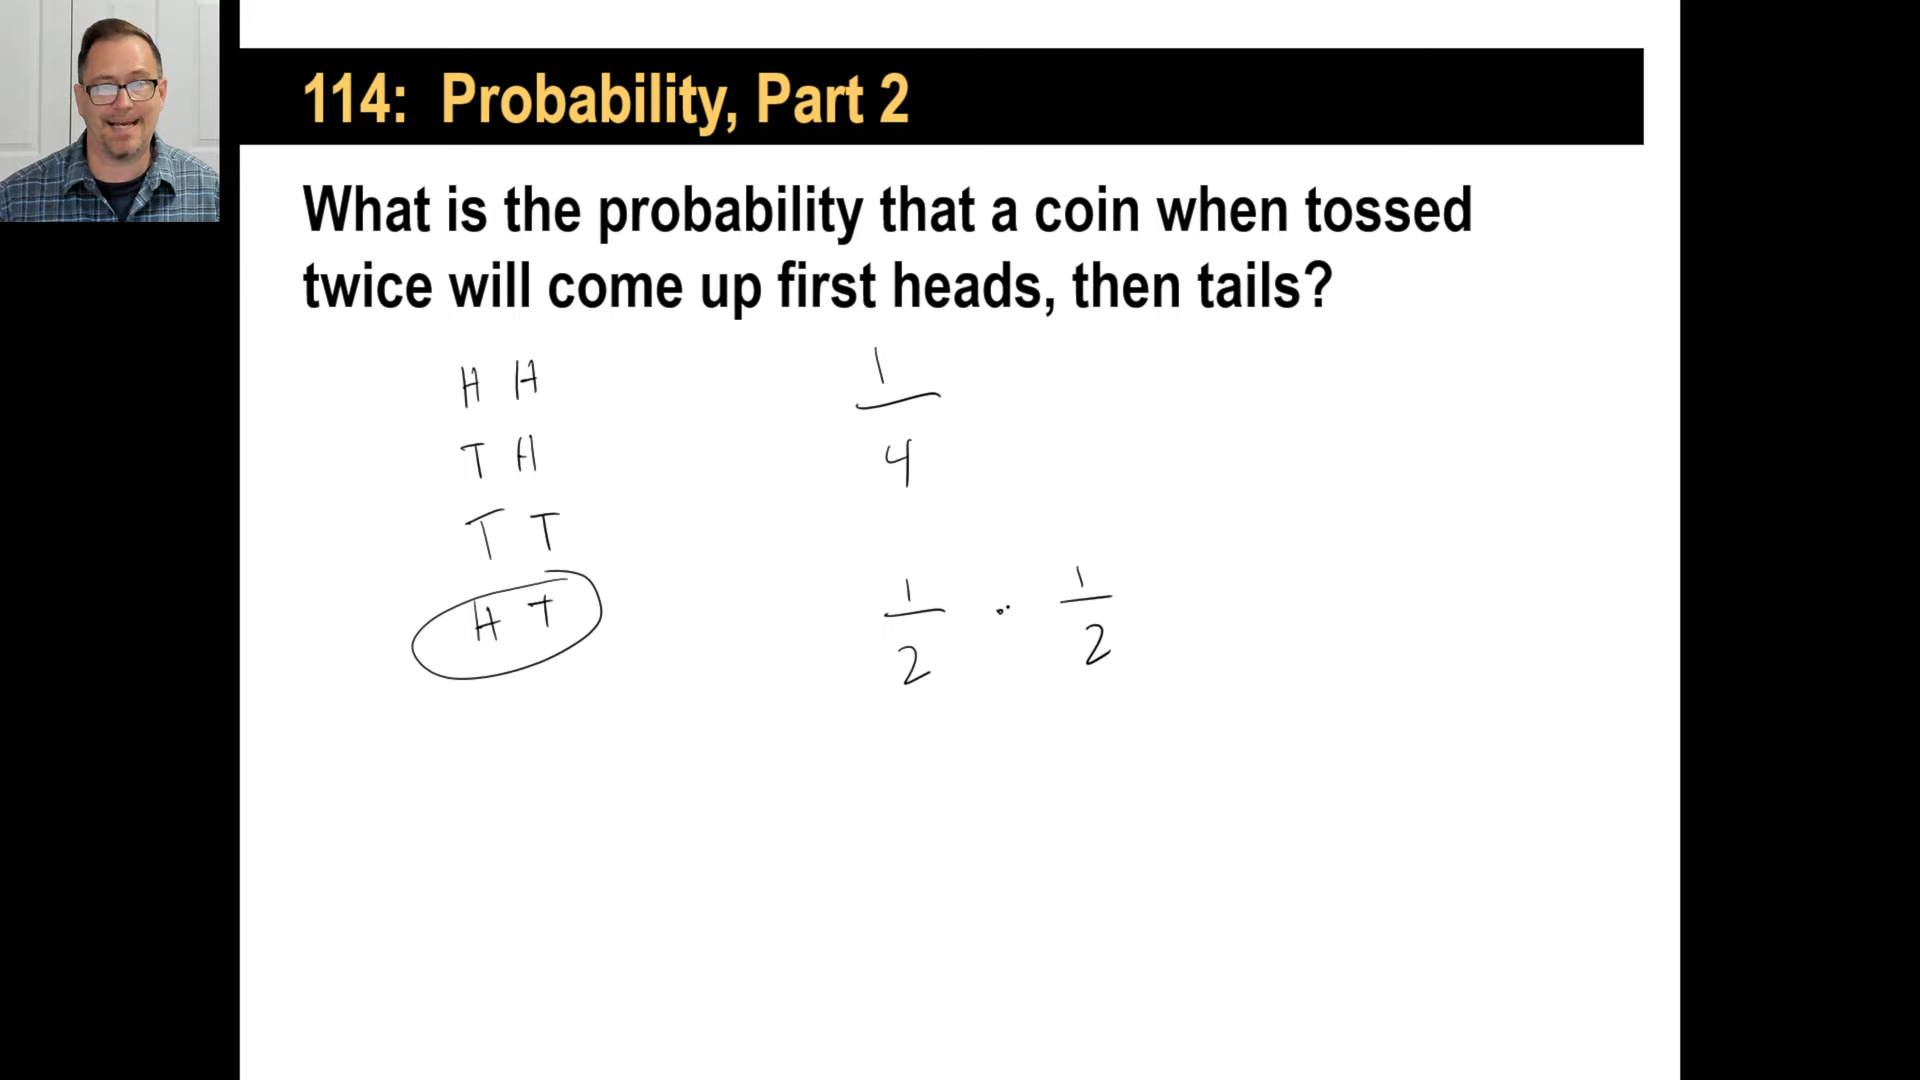 114: Probability, Part 2
What is the probability that a coin when tossed
twice will come up first heads, then tails?
H H
T H
T T
H T
1
4
1
2
·
1
2